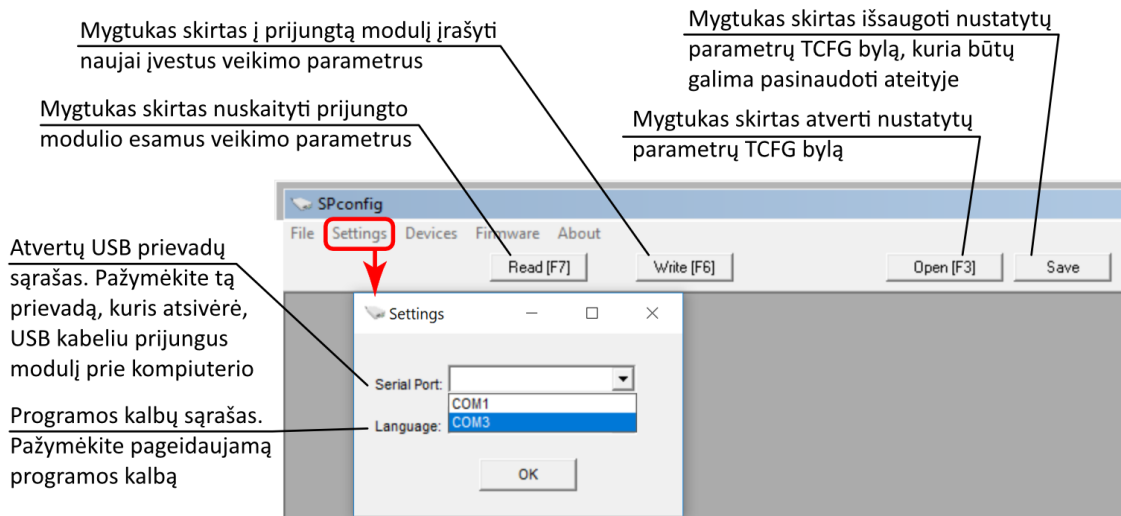 Mygtukas skirtas į prijungtą modulį įrašyti
naujai įvestus veikimo parametrus
Mygtukas skirtas išsaugoti nustatytų
parametrų TCFG bylą, kuria būtų
galima pasinaudoti ateityje
Mygtukas skirtas nuskaityti prijungto
modulio esamus veikimo parametrus
Mygtukas skirtas atverti nustatytų
parametrų TCFG bylą
SPconfig
File Settings Devices Firmware About
Read [F7] Write [F6] Open [F3] Save
Atvertų USB prievadų
sąrašas. Pažymėkite tą
prievadą, kuris atsivėrė,
USB kabeliu prijungus
modulį prie kompiuterio
Settings
Serial Port:
COM1
COM3
Language:
OK
Programos kalbų sąrašas.
Pažymėkite pageidaujamą
programos kalbą